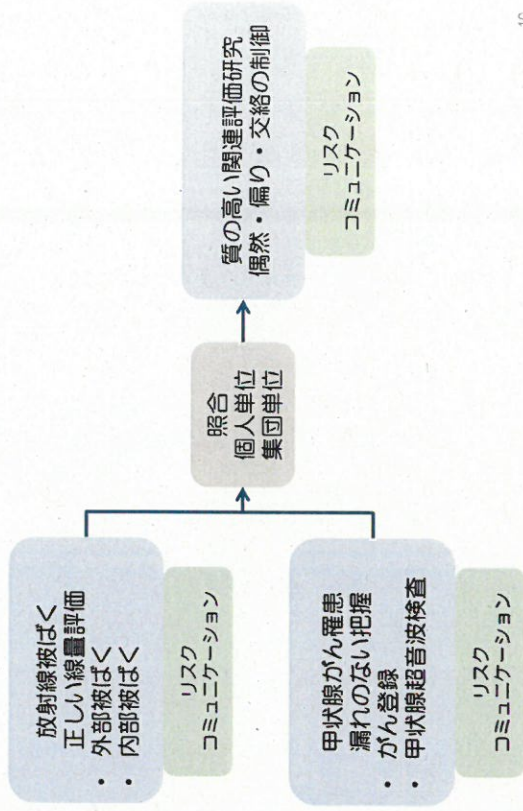 放射線被ばく
正しい線量評価
・ 外部被ばく
・ 内部被ばく
リスク
コミュニケーション
甲状腺がん罹患
漏れのない把握
・ がん登録
・ 甲状腺超音波検査
リスク
コミュニケーション
照合
個人単位
集団単位
質の高い関連評価研究
偶然・偏り・交絡の制御
リスク
コミュニケーション